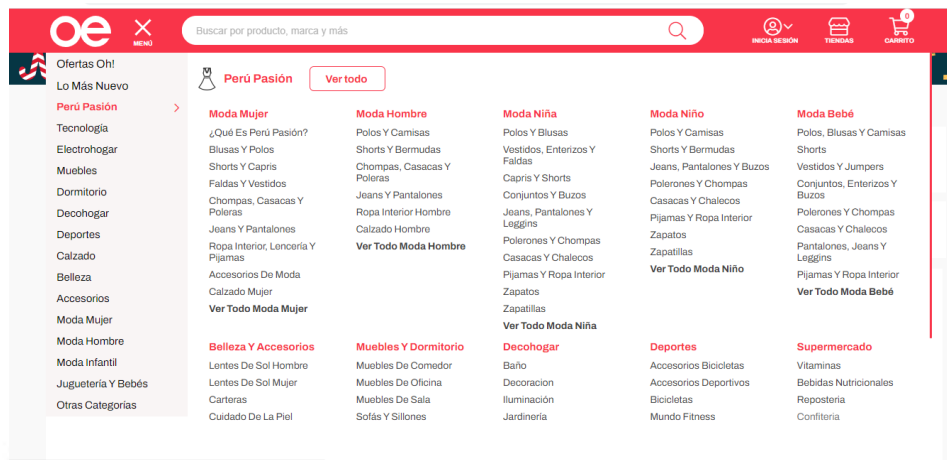 oe
MENÚ
Buscar por producto, marca y más
INICIA SESIÓN
TIENDAS
0
CARRITO
Ofertas Oh!
Lo Más Nuevo
Perú Pasión
Tecnología
Electrohogar
Muebles
Dormitorio
Decohogar
Deportes
Calzado
Belleza
Accesorios
Moda Mujer
Moda Hombre
Moda Infantil
Juguetería Y Bebés
Otras Categorías
Perú Pasión
Ver todo
Moda Mujer
¿Qué Es Perú Pasión?
Blusas Y Polos
Shorts Y Capris
Faldas Y Vestidos
Chompas, Casacas Y
Poleras
Jeans Y Pantalones
Ropa Interior, Lencería Y
Pijamas
Accesorios De Moda
Calzado Mujer
Ver Todo Moda Mujer
Moda Hombre
Polos Y Camisas
Shorts Y Bermudas
Chompas, Casacas Y
Poleras
Jeans Y Pantalones
Ropa Interior Hombre
Calzado Hombre
Ver Todo Moda Hombre
Moda Niña
Polos Y Blusas
Vestidos, Enterizos Y
Faldas
Capris Y Shorts
Conjuntos Y Buzos
Jeans, Pantalones Y
Leggins
Polerones Y Chompas
Casacas Y Chalecos
Pijamas Y Ropa Interior
Zapatos
Zapatillas
Ver Todo Moda Niña
Moda Niño
Polos Y Camisas
Shorts Y Bermudas
Jeans, Pantalones Y Buzos
Polerones Y Chompas
Casacas Y Chalecos
Pijamas Y Ropa Interior
Zapatos
Zapatillas
Ver Todo Moda Niño
Moda Bebé
Polos, Blusas Y Camisas
Shorts
Vestidos Y Jumpers
Conjuntos, Enterizos Y
Buzos
Polerones Y Chompas
Casacas Y Chalecos
Pantalones, Jeans Y
Leggins
Pijamas Y Ropa Interior
Ver Todo Moda Bebé
Belleza Y Accesorios
Lentes De Sol Hombre
Lentes De Sol Mujer
Carteras
Cuidado De La Piel
Muebles Y Dormitorio
Muebles De Comedor
Muebles De Oficina
Muebles De Sala
Sofás Y Sillones
Decohogar
Baño
Decoracion
Iluminación
Jardinería
Deportes
Accesorios Bicicletas
Accesorios Deportivos
Bicicletas
Mundo Fitness
Supermercado
Vitaminas
Bebidas Nutricionales
Reposteria
Confiteria